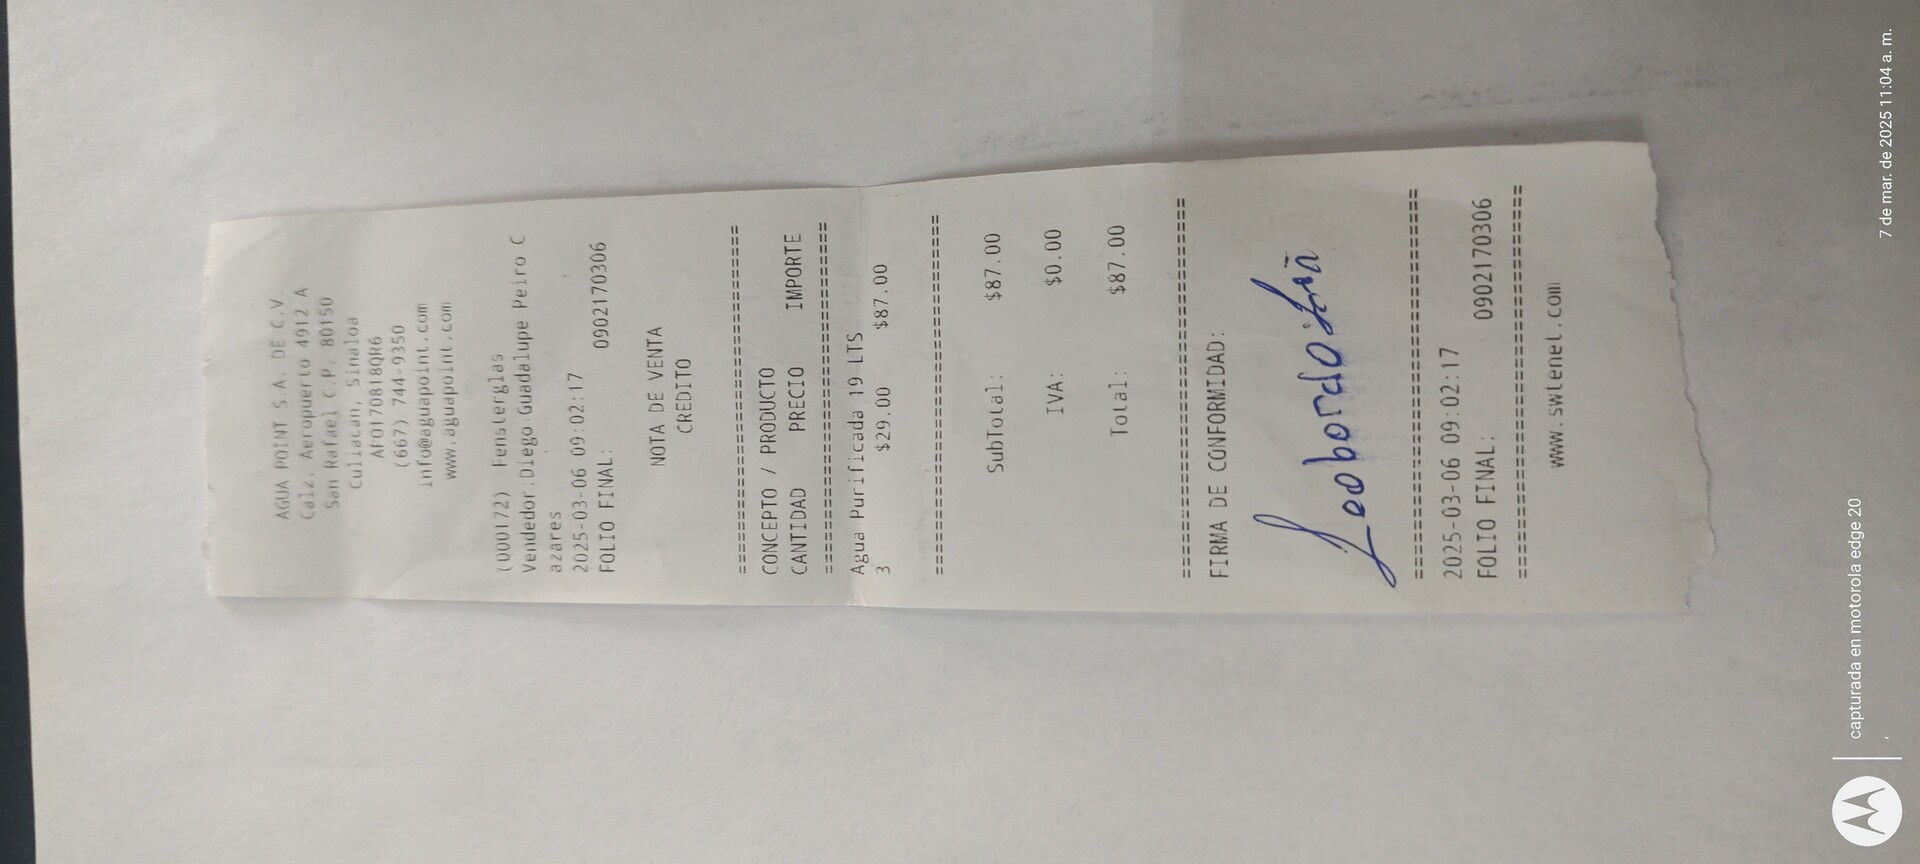 AGUA POINT S.A. DE C.V.
Calz. Aeropuerto 4912 A
San Rafael C.P. 80150
Culiacan, Sinaloa
AFO170818QR6
(667) 744-9350
info@aguapoint.com
www.aguapoint.com
(000172) Fensterglas
Vendedor:Diego Guadalupe Peiro C
azares
2025-03-06 09:02:17
FOLIO FINAL: 0902170306
NOTA DE VENTA
CREDITO
================================
CONCEPTO / PRODUCTO
CANTIDAD PRECIO IMPORTE
================================
Agua Purificada 19 LTS
3 $29.00 $87.00
================================
SubTotal: $87.00
IVA: $0.00
Total: $87.00
================================
FIRMA DE CONFORMIDAD:
================================
2025-03-06 09:02:17
FOLIO FINAL: 0902170306
================================
www.swtenet.com
capturada en motorola edge 20
7 de mar. de 2025 11:04 a. m.